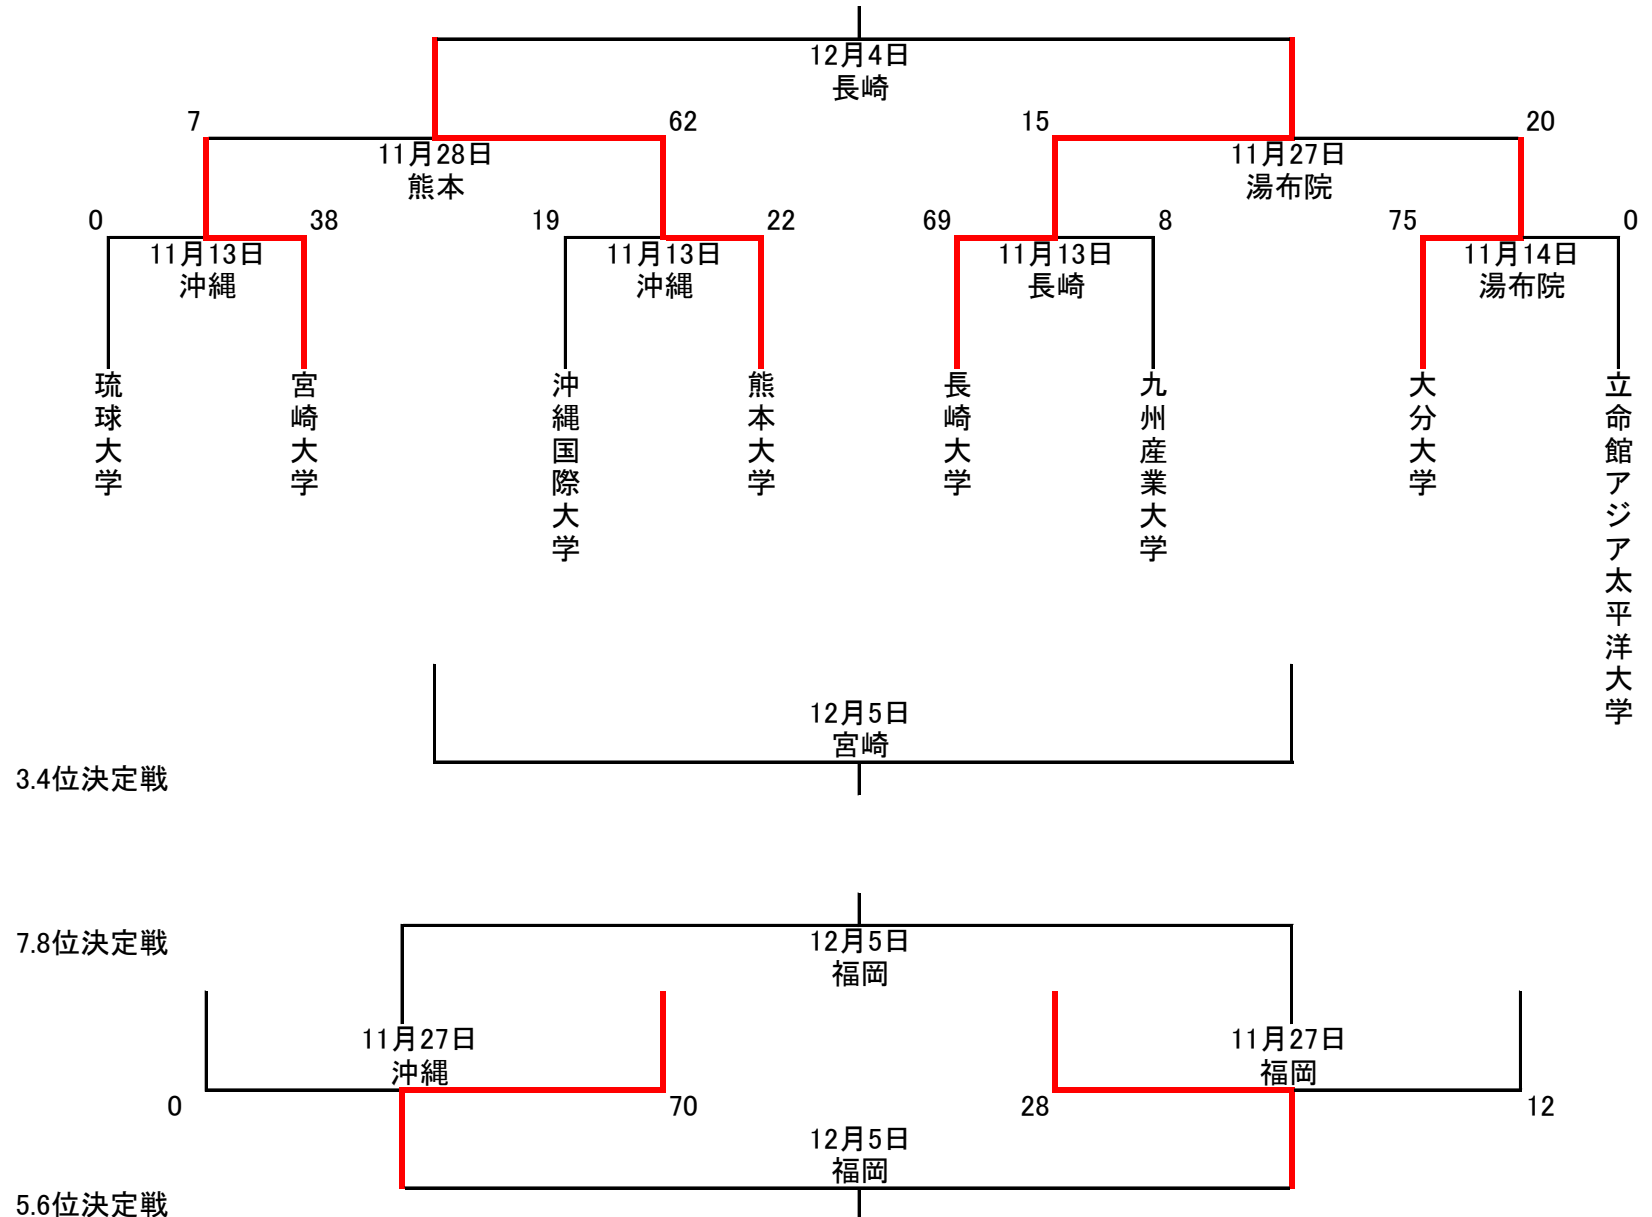 12月4日
長崎
7
62
15
20
11月28日
熊本
11月27日
湯布院
0
38
19
22
69
8
75
0
11月13日
沖縄
11月13日
沖縄
11月13日
長崎
11月14日
湯布院
琉球大学
宮崎大学
沖縄国際大学
熊本大学
長崎大学
九州産業大学
大分大学
立命館アジア太平洋大学
12月5日
宮崎
3.4位決定戦
7.8位決定戦
12月5日
福岡
11月27日
沖縄
11月27日
福岡
0
70
28
12
12月5日
福岡
5.6位決定戦